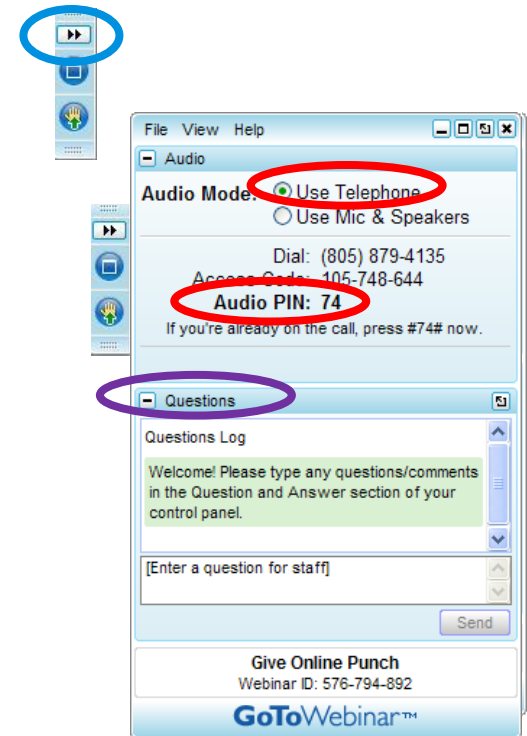 File View Help
Audio
Audio Mode: Use Telephone
Use Mic & Speakers
Dial: (805) 879-4135
Access Code: 105-748-644
Audio PIN: 74
If you're already on the call, press #74# now.
Questions
Questions Log
Welcome! Please type any questions/comments
in the Question and Answer section of your
control panel.
[Enter a question for staff]
Send
Give Online Punch
Webinar ID: 576-794-892
GoToWebinar™